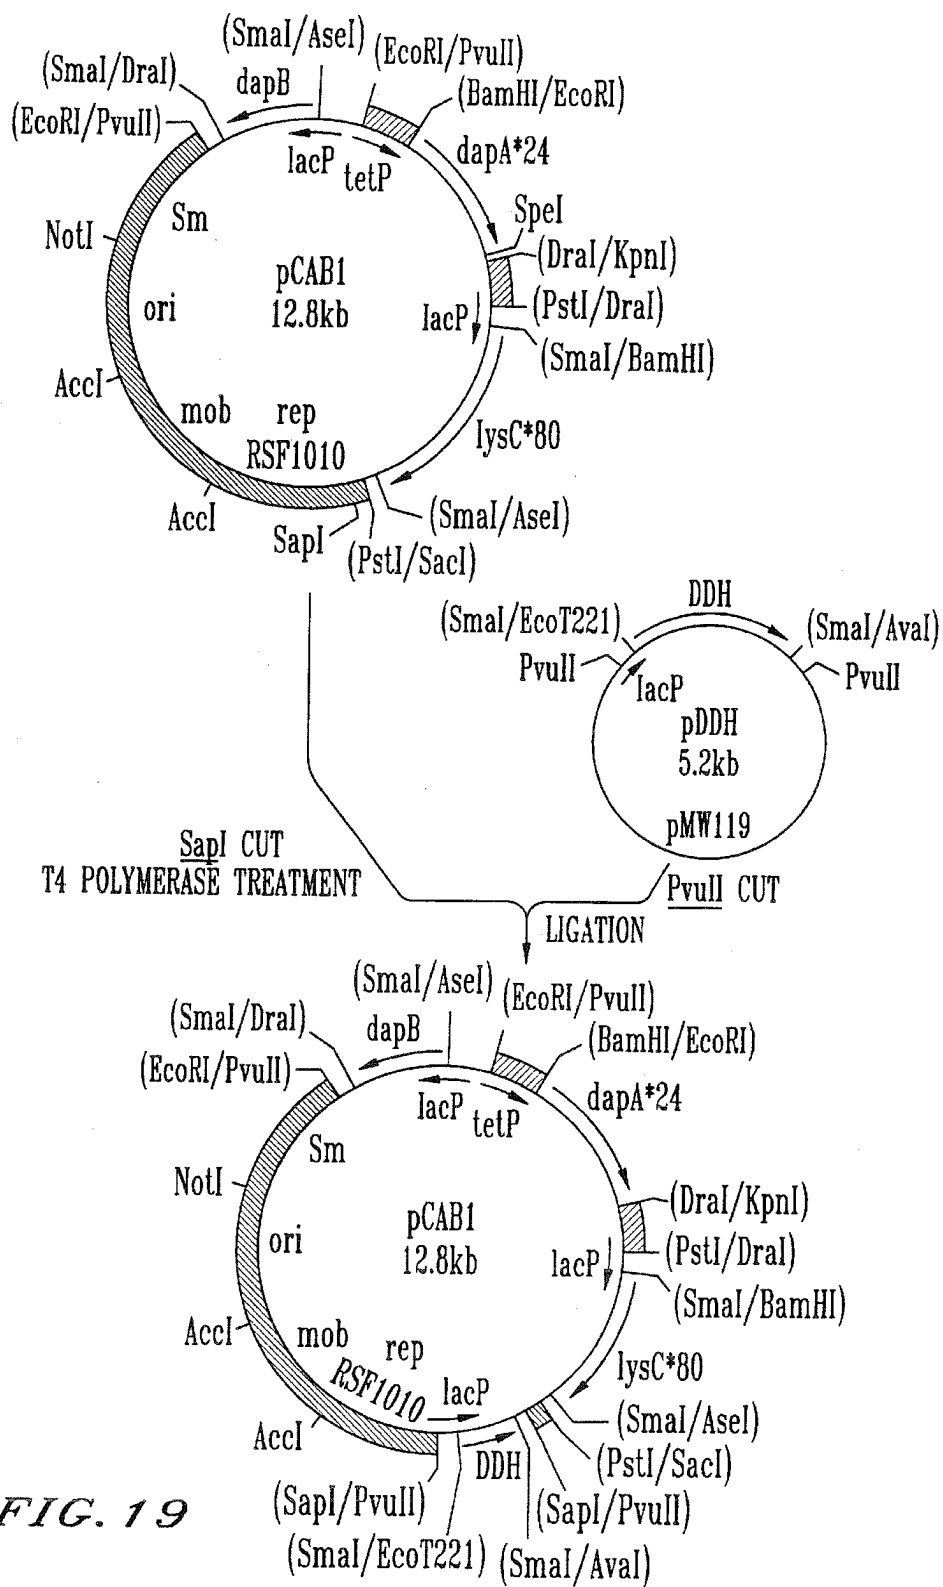 (SmaI/AseI)
(EcoRI/PvuII)
(SmaI/DraI)
dapB
(BamHI/EcoRI)
(EcoRI/PvuII)
lacP
tetP
dapA*24
Sm
SpeI
NotI
(DraI/KpnI)
pCAB1
12.8kb
ori
lacP
(PstI/DraI)
(SmaI/BamHI)
AccI
mob
rep
RSF1010
lysC*80
AccI
(SmaI/AseI)
SapI
(PstI/SacI)
DDH
(SmaI/EcoT221)
(SmaI/AvaI)
PvuII
PvuII
lacP
pDDH
5.2kb
pMW119
SapI CUT
T4 POLYMERASE TREATMENT
PvuII CUT
LIGATION
(SmaI/AseI)
(EcoRI/PvuII)
(SmaI/DraI)
dapB
(BamHI/EcoRI)
(EcoRI/PvuII)
lacP
tetP
dapA*24
Sm
NotI
(DraI/KpnI)
pCAB1
12.8kb
ori
lacP
(PstI/DraI)
(SmaI/BamHI)
AccI
mob
rep
RSF1010
lacP
lysC*80
AccI
(SmaI/AseI)
DDH
(PstI/SacI)
(SapI/PvuII)
(SapI/PvuII)
(SmaI/EcoT221)
(SmaI/AvaI)
FIG. 19